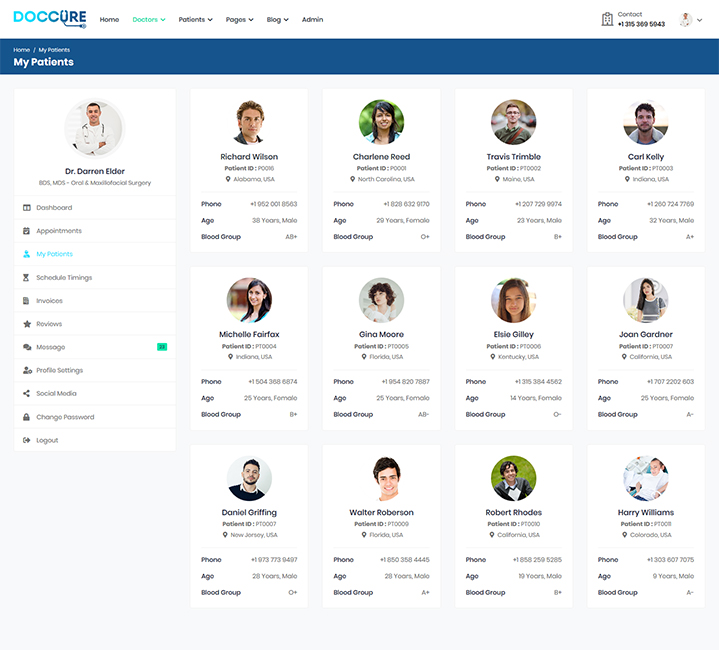 DOCCURE
Home
Doctors
Patients
Pages
Blog
Admin
Contact
+1 315 369 5943
Home / My Patients
My Patients
Dr. Darren Elder
BDS, MDS - Oral & Maxillofacial Surgery
Dashboard
Appointments
My Patients
Schedule Timings
Invoices
Reviews
Message
Profile Settings
Social Media
Change Password
Logout
Richard Wilson
Patient ID : P0016
Alabama, USA
Phone +1 952 001 8563
Age 38 Years, Male
Blood Group AB+
Charlene Reed
Patient ID : P0001
North Carolina, USA
Phone +1 828 632 9170
Age 29 Years, Female
Blood Group O+
Travis Trimble
Patient ID : PT0002
Maine, USA
Phone +1 207 729 9974
Age 23 Years, Male
Blood Group B+
Carl Kelly
Patient ID : PT0003
Indiana, USA
Phone +1 260 724 7769
Age 32 Years, Male
Blood Group A+
Michelle Fairfax
Patient ID : PT0004
Indiana, USA
Phone +1 504 368 6874
Age 25 Years, Female
Blood Group B+
Gina Moore
Patient ID : PT0005
Florida, USA
Phone +1 954 820 7887
Age 25 Years, Female
Blood Group AB-
Elsie Gilley
Patient ID : PT0006
Kentucky, USA
Phone +1 315 384 4562
Age 14 Years, Female
Blood Group O-
Joan Gardner
Patient ID : PT0007
California, USA
Phone +1 707 2202 603
Age 25 Years, Female
Blood Group A-
Daniel Griffing
Patient ID : PT0007
New Jersey, USA
Phone +1 973 773 9497
Age 28 Years, Male
Blood Group O+
Walter Roberson
Patient ID : PT0009
Florida, USA
Phone +1 850 358 4445
Age 28 Years, Male
Blood Group A+
Robert Rhodes
Patient ID : PT0010
California, USA
Phone +1 858 259 5285
Age 19 Years, Male
Blood Group B+
Harry Williams
Patient ID : PT0011
Colorado, USA
Phone +1 303 607 7075
Age 9 Years, Male
Blood Group A-